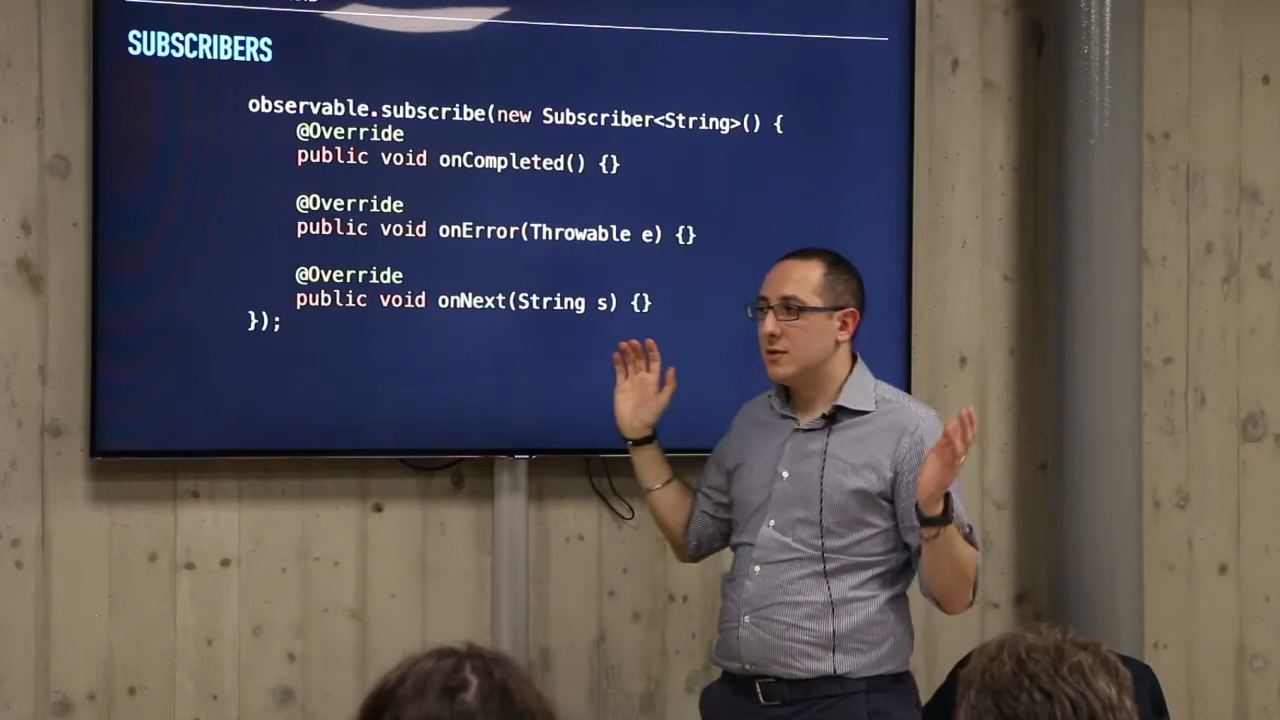 SUBSCRIBERS
observable.subscribe(new Subscriber<String>() {
@Override
public void onCompleted() {}
@Override
public void onError(Throwable e) {}
@Override
public void onNext(String s) {}
});